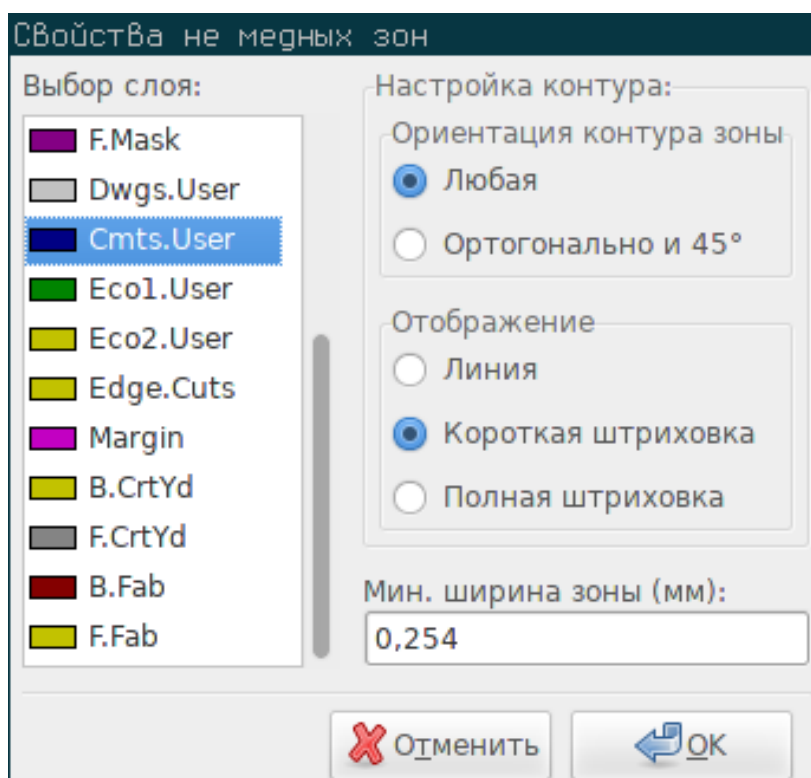 Свойства не медных зон
Выбор слоя:
F.Mask
Dwgs.User
Cmts.User
Eco1.User
Eco2.User
Edge.Cuts
Margin
B.CrtYd
F.CrtYd
B.Fab
F.Fab
Настройка контура:
Ориентация контура зоны
Любая
Ортогонально и 45°
Отображение
Линия
Короткая штриховка
Полная штриховка
Мин. ширина зоны (мм):
0,254
Отменить
OK